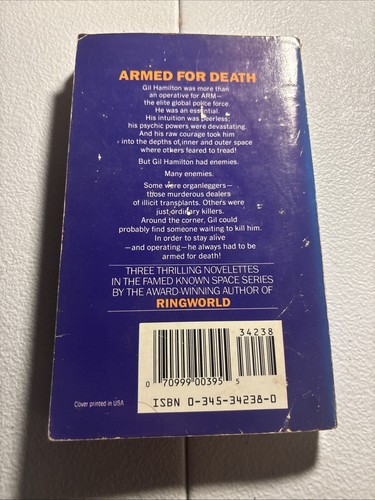 ARMED FOR DEATH
Gil Hamilton was more than
an operative for ARM—
the elite global police force.
He was an essential.
His intuition was peerless:
his psychic powers were devastating.
And his raw courage took him
into the depths of inner and outer space
where others feared to tread!
But Gil Hamilton had enemies.
Many enemies.
Some were organleggers—
those murderous dealers
of illicit transplants. Others were
just ordinary killers.
Around the corner, Gil could
probably find someone waiting to kill him.
In order to stay alive
—and operating—he always had to be
armed for death!
THREE THRILLING NOVELETTES
IN THE FAMED KNOWN SPACE SERIES
BY THE AWARD-WINNING AUTHOR OF
RINGWORLD
34238
0 70999 00395 5
ISBN 0-345-34238-0
Cover printed in USA